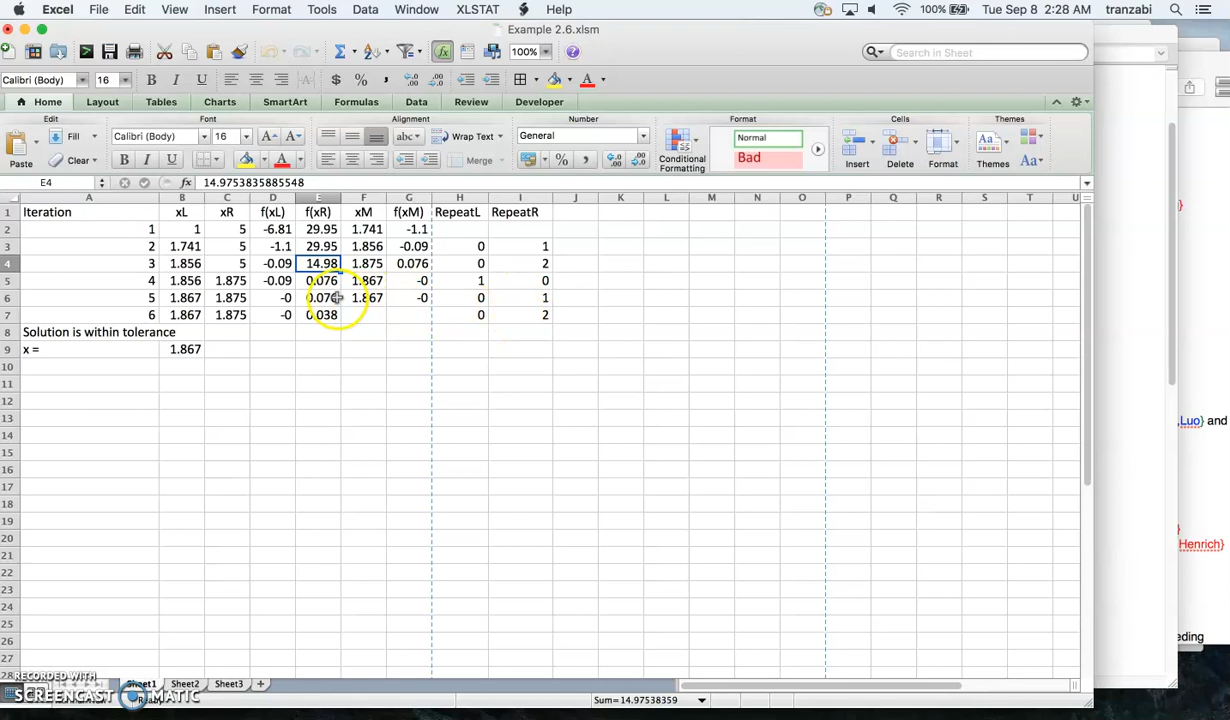 Excel File Edit View Insert Format Tools Data Window XLSTAT Help 100% Tue Sep 8 2:28 AM tranzabi
Example 2.6.xlsm
100% Search in Sheet
Calibri (Body) 16 B I U $ % A
Home Layout Tables Charts SmartArt Formulas Data Review Developer
Edit Font Alignment Number Format Cells Themes
Paste Fill Clear Calibri (Body) 16 A A abc Wrap Text General Normal
B I U A Merge % Conditional Formatting Bad Insert Delete Format Themes Aa
E4 fx 14.9753835885548
A B C D E F G H I J K L M N O P Q R S T U
1 Iteration xL xR f(xL) f(xR) xM f(xM) RepeatL RepeatR
2 1 1 5 -6.81 29.95 1.741 -1.1
3 2 1.741 5 -1.1 29.95 1.856 -0.09 0 1
4 3 1.856 5 -0.09 14.98 1.875 0.076 0 2
5 4 1.856 1.875 -0.09 0.076 1.867 -0 1 0
6 5 1.867 1.875 -0 0.076 1.867 -0 0 1
7 6 1.867 1.875 -0 0.038 0 2
8 Solution is within tolerance
9 x = 1.867
10
11
12
13
14
15
16
17
18
19
20
21
22
23
24
25
26
27
28
,Luo} and
Henrich}
eding
Sheet1 Sheet2 Sheet3
Ready Sum=14.97538359
RECORDED WITH
SCREENCAST MATIC